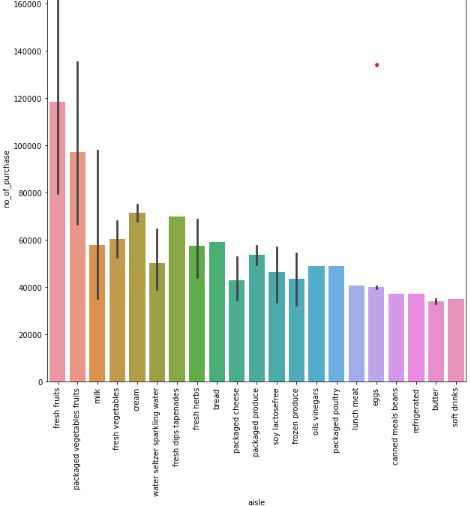 160000
140000
120000
100000
80000
60000
40000
20000
0
no_of_purchase
fresh fruits
packaged vegetables fruits
milk
fresh vegetables
cream
water seltzer sparkling water
fresh dips tapenades
fresh herbs
bread
packaged cheese
packaged produce
soy lactosefree
frozen produce
oils vinegars
packaged poultry
lunch meat
eggs
canned meals beans
refrigerated
butter
soft drinks
aisle